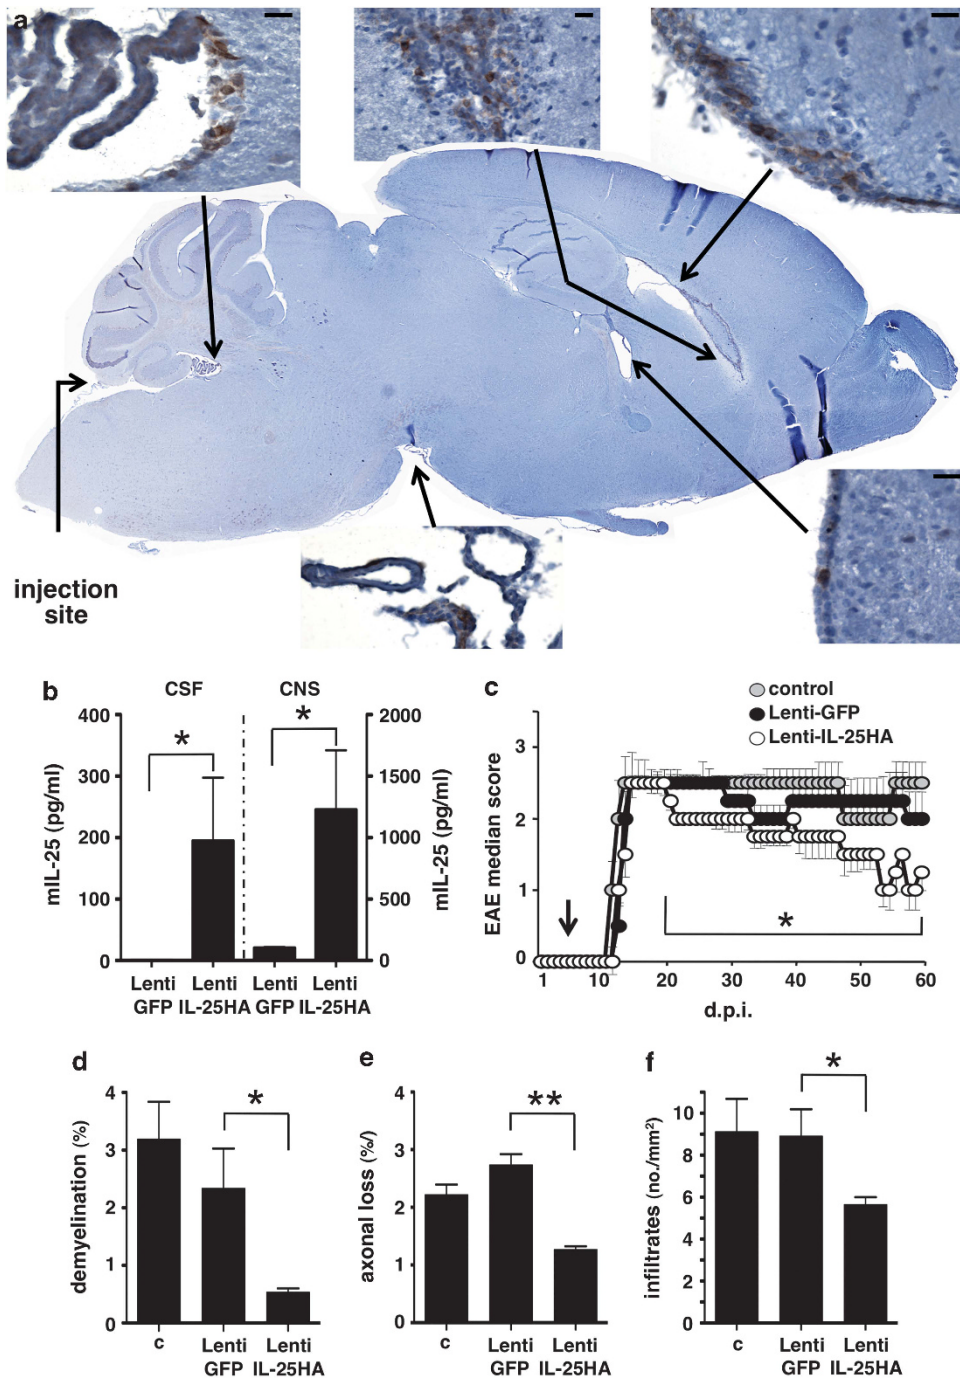 a
injection
site
b
CSF
CNS
400
300
200
100
0
mIL-25 (pg/ml)
*
*
2000
1500
1000
500
0
mIL-25 (pg/ml)
Lenti
GFP
Lenti
IL-25HA
Lenti
GFP
Lenti
IL-25HA
c
control
Lenti-GFP
Lenti-IL-25HA
EAE median score
3
2
1
0
*
1
10
20
30
40
50
60
d.p.i.
d
demyelination (%)
4
3
2
1
0
*
c
Lenti
GFP
Lenti
IL-25HA
e
axonal loss (%/)
4
3
2
1
0
**
c
Lenti
GFP
Lenti
IL-25HA
f
infiltrates (no./mm²)
10
8
6
4
2
0
*
c
Lenti
GFP
Lenti
IL-25HA